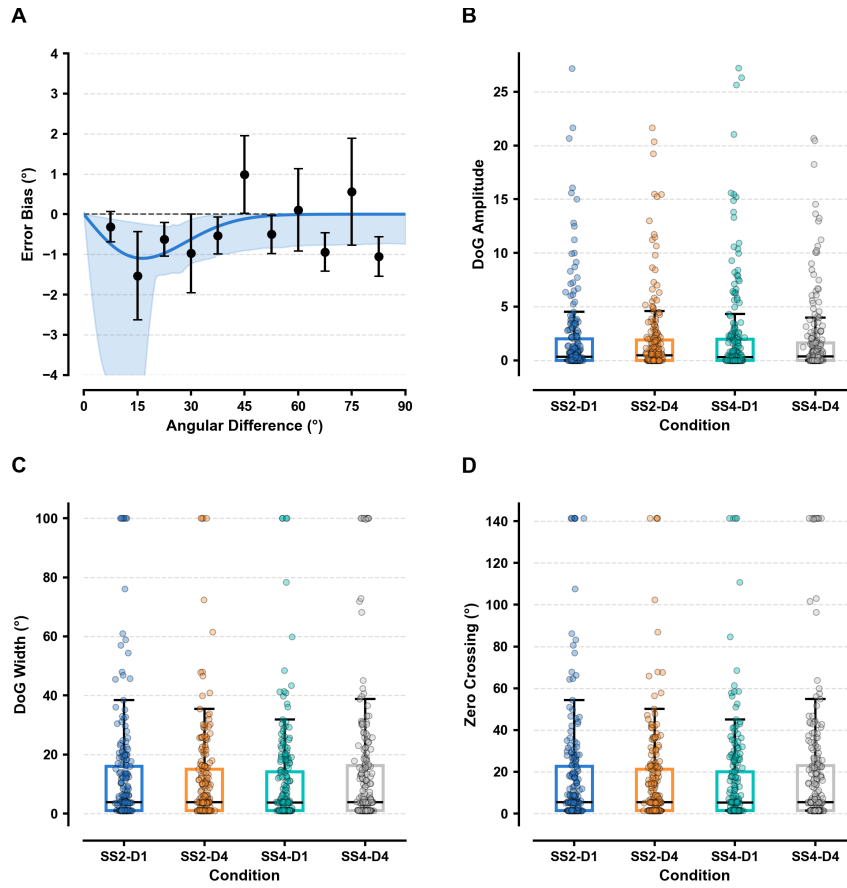 A
4
3
2
1
0
−1
−2
−3
−4
Error Bias (°)
0 15 30 45 60 75 90
Angular Difference (°)
B
25
20
15
10
5
0
DoG Amplitude
SS2-D1 SS2-D4 SS4-D1 SS4-D4
Condition
C
100
80
60
40
20
0
DoG Width (°)
SS2-D1 SS2-D4 SS4-D1 SS4-D4
Condition
D
140
120
100
80
60
40
20
0
Zero Crossing (°)
SS2-D1 SS2-D4 SS4-D1 SS4-D4
Condition